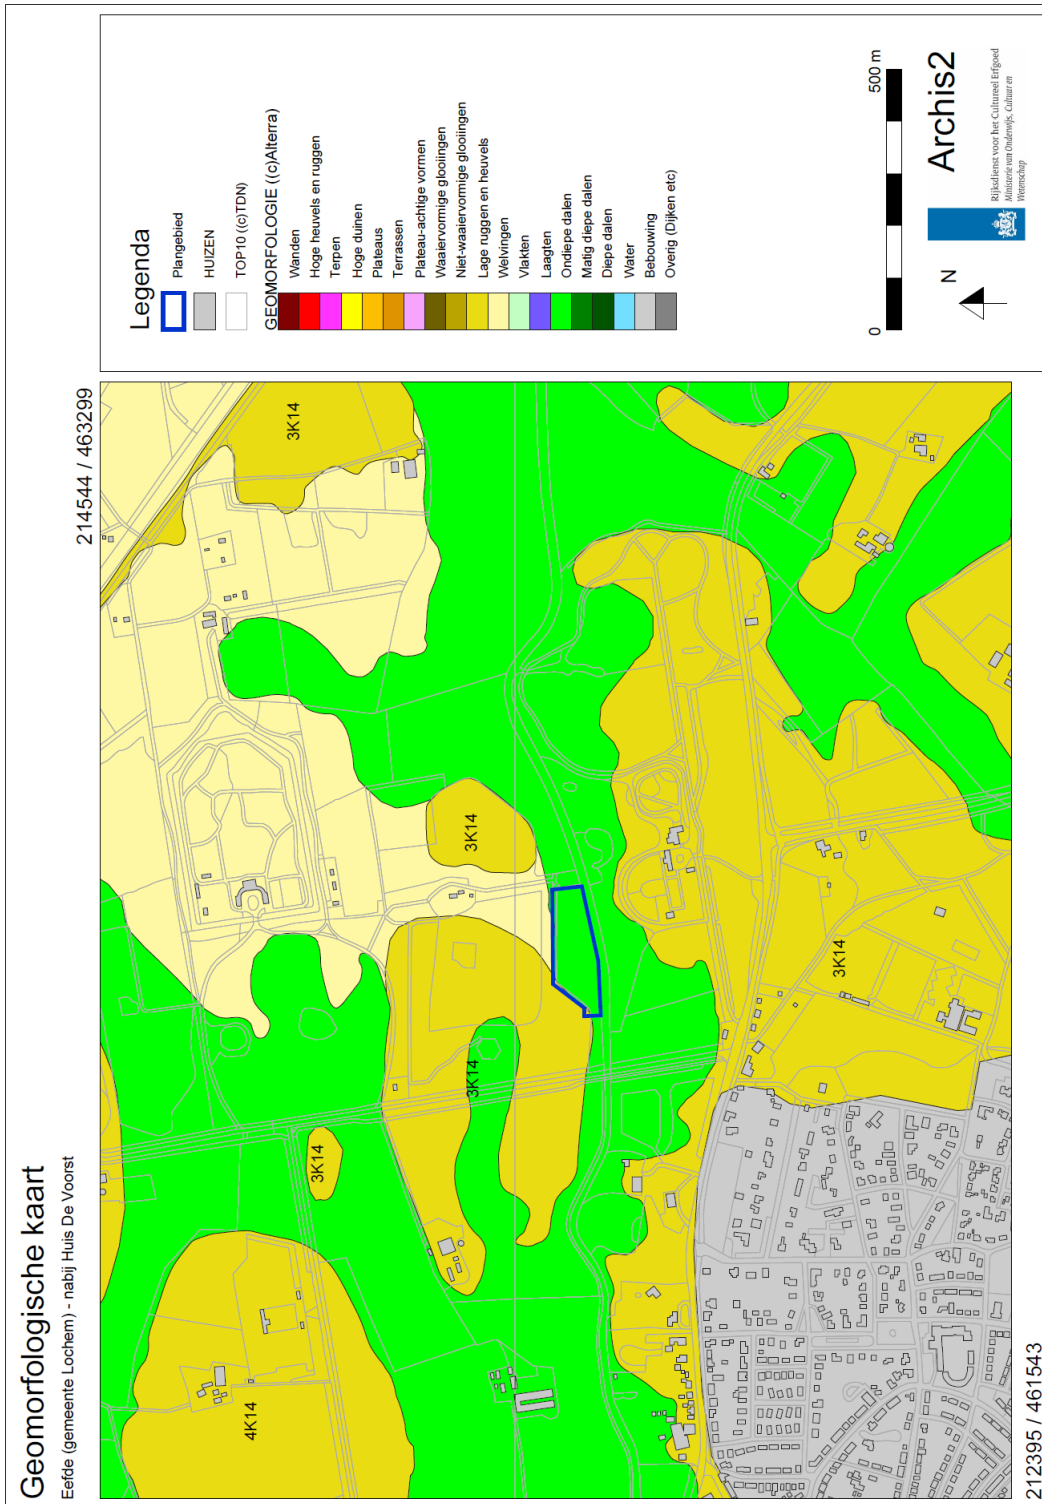 Geomorfologische kaart
Eefde (gemeente Lochem) - nabij Huis De Voorst
214544 / 463299
3K14
3K14
3K14
3K14
3K14
4K14
212395 / 461543
Legenda
Plangebied
HUIZEN
TOP10 ((c)TDN)
GEOMORFOLOGIE ((c)Alterra)
Wanden
Hoge heuvels en ruggen
Terpen
Hoge duinen
Plateaus
Terrassen
Plateau-achtige vormen
Waaiervormige glooiingen
Niet-waaiervormige glooiingen
Lage ruggen en heuvels
Welvingen
Vlakten
Laagten
Ondiepe dalen
Matig diepe dalen
Diepe dalen
Water
Bebouwing
Overig (Dijken etc)
0
500 m
N
Archis2
Rijksdienst voor het Cultureel Erfgoed
Ministerie van Onderwijs, Cultuur en
Wetenschap